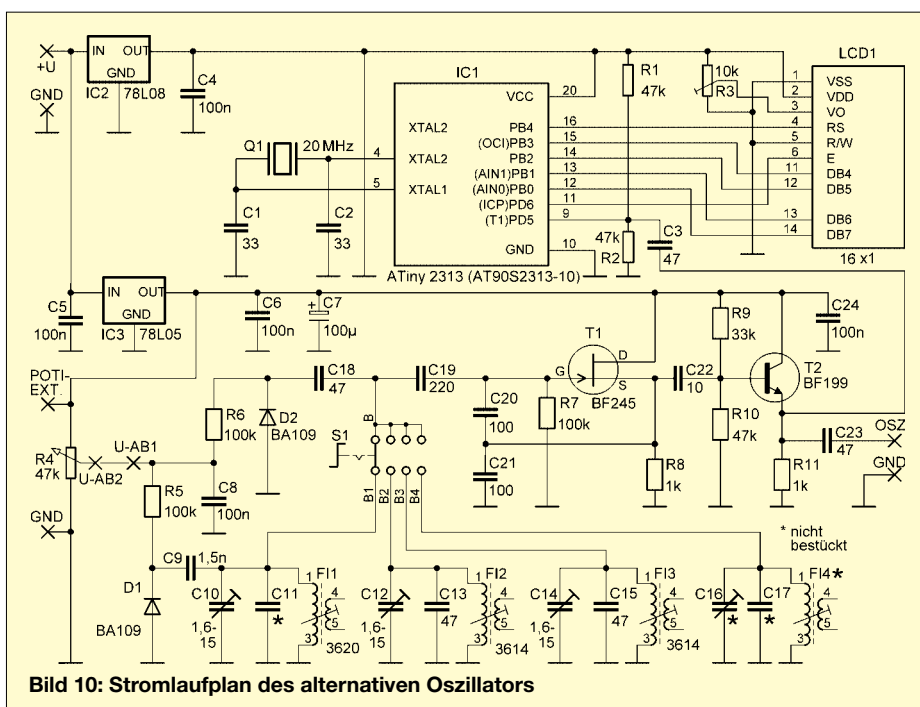 IN OUT
+U
GND
IC2 78L08
C4
100n
GND
IC1
VCC 20
XTAL2
Q1 20 MHz
4 XTAL2
5 XTAL1
C1
33
C2
33
PB4 16
(OCI)PB3 15
PB2 14
(AIN1)PB1 13
(AIN0)PB0 12
(ICP)PD6 11
(T1)PD5 9
GND 10
ATiny 2313 (AT90S2313-10)
R1
47k
47k
R2
C3
47
10k
R3
LCD1
1 VSS
2 VDD
3 VO
4 RS
5 R/W
6 E
11 DB4
12 DB5
13 DB6
14 DB7
16 x1
C5
100n
IN OUT
GND
IC3 78L05
C6
100n
C7
+
100µ
C18
47
C19
220
T1
G
D
S
BF245
C22
10
R9
33k
C24
100n
T2
BF199
POTI-
EXT.
R4
47k
U-AB1
U-AB2
R6
100k
D2
BA109
B
S1
B1
B2
B3
B4
C20
100
R7
100k
C21
100
R8
1k
R10
47k
OSZ
C23
47
GND
R11
1k
GND
R5
100k
C8
100n
C9 1,5n
D1
BA109
C10
1,6-
15
C11
*
1 FI1
4
5
3
3620
C12
1,6-
15
C13
47
1 FI2
4
5
3
3614
C14
1,6-
15
C15
47
1 FI3
4
5
3
3614
* nicht
bestückt
C16
*
C17
*
1 FI4*
4
5
3
Bild 10: Stromlaufplan des alternativen Oszillators